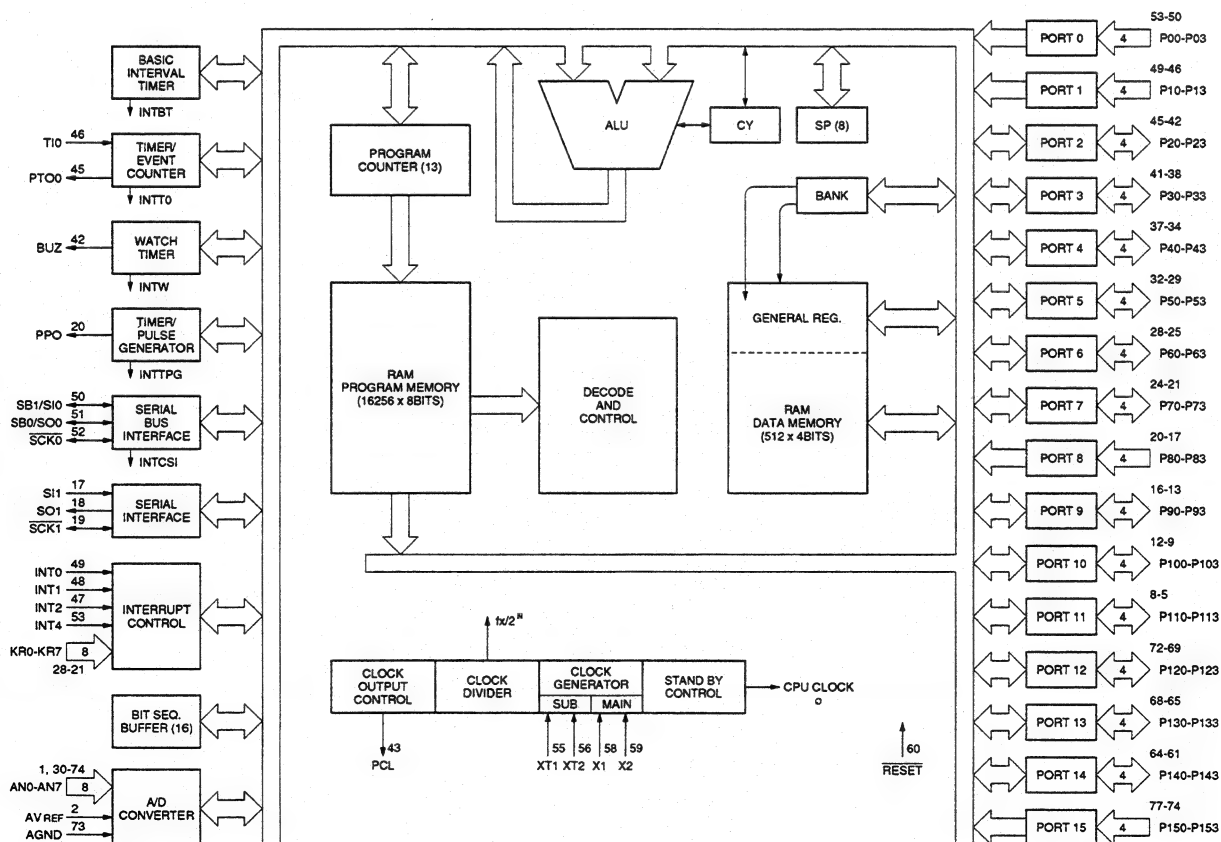 BASIC
INTERVAL
TIMER
INTBT
TI0 46
PTO0 45
TIMER/
EVENT
COUNTER
INTT0
BUZ 42
WATCH
TIMER
INTW
PPO 20
TIMER/
PULSE
GENERATOR
INTTPG
SB1/SI0 50
SB0/SO0 51
SCK0 52
SERIAL
BUS
INTERFACE
INTCSI
SI1 17
SO1 18
SCK1 19
SERIAL
INTERFACE
INT0 49
INT1 48
INT2 47
INT4 53
KR0-KR7 8
28-21
INTERRUPT
CONTROL
BIT SEQ.
BUFFER (16)
1, 30-74
AN0-AN7 8
AVREF 2
AGND 73
A/D
CONVERTER
PROGRAM
COUNTER (13)
ALU
CY
SP (8)
BANK
RAM
PROGRAM MEMORY
(16256 x 8BITS)
DECODE
AND
CONTROL
GENERAL REG.
RAM
DATA MEMORY
(512 x 4BITS)
fx/2N
CLOCK
OUTPUT
CONTROL
CLOCK
DIVIDER
CLOCK
GENERATOR
SUB MAIN
STAND BY
CONTROL
CPU CLOCK
43
PCL
55 56 58 59
XT1 XT2 X1 X2
60
RESET
53-50
PORT 0 4 P00-P03
49-46
PORT 1 4 P10-P13
45-42
PORT 2 4 P20-P23
41-38
PORT 3 4 P30-P33
37-34
PORT 4 4 P40-P43
32-29
PORT 5 4 P50-P53
28-25
PORT 6 4 P60-P63
24-21
PORT 7 4 P70-P73
20-17
PORT 8 4 P80-P83
16-13
PORT 9 4 P90-P93
12-9
PORT 10 4 P100-P103
8-5
PORT 11 4 P110-P113
72-69
PORT 12 4 P120-P123
68-65
PORT 13 4 P130-P133
64-61
PORT 14 4 P140-P143
77-74
PORT 15 4 P150-P153